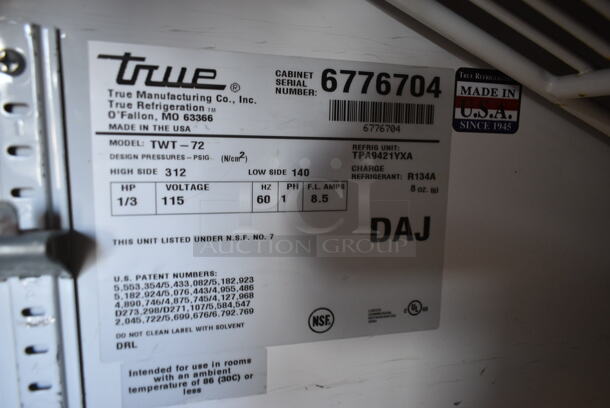 True®
True Manufacturing Co., Inc.
True Refrigeration™
O'Fallon, MO 63366
MADE IN THE USA
CABINET SERIAL NUMBER: 6776704
6776704
TRUE REFRIGERATION
MADE IN
U.S.A.
SINCE 1945
MODEL: TWT-72
REFRIG UNIT:
TPA9421YXA
DESIGN PRESSURES-PSIG (N/cm²)
CHARGE
REFRIGERANT: R134A
HIGH SIDE 312 LOW SIDE 140
8 oz.
HP VOLTAGE HZ PH F.L. AMPS
1/3 115 60 1 8.5
DAJ
AUCTION GROUP
THIS UNIT LISTED UNDER N.S.F. NO. 7
U.S. PATENT NUMBERS:
5,553,354/5,433,082/5,182,923
5,182,924/5,076,443/4,955,486
4,890,746/4,875,745/4,127,968
D273,298/D271,107/5,584,547
2,045,722/5,699,676/6,792,769
DO NOT CLEAN LABEL WITH SOLVENT
DRL
NSF
UL
Intended for use in rooms
with an ambient
temperature of 86 (30C) or
less